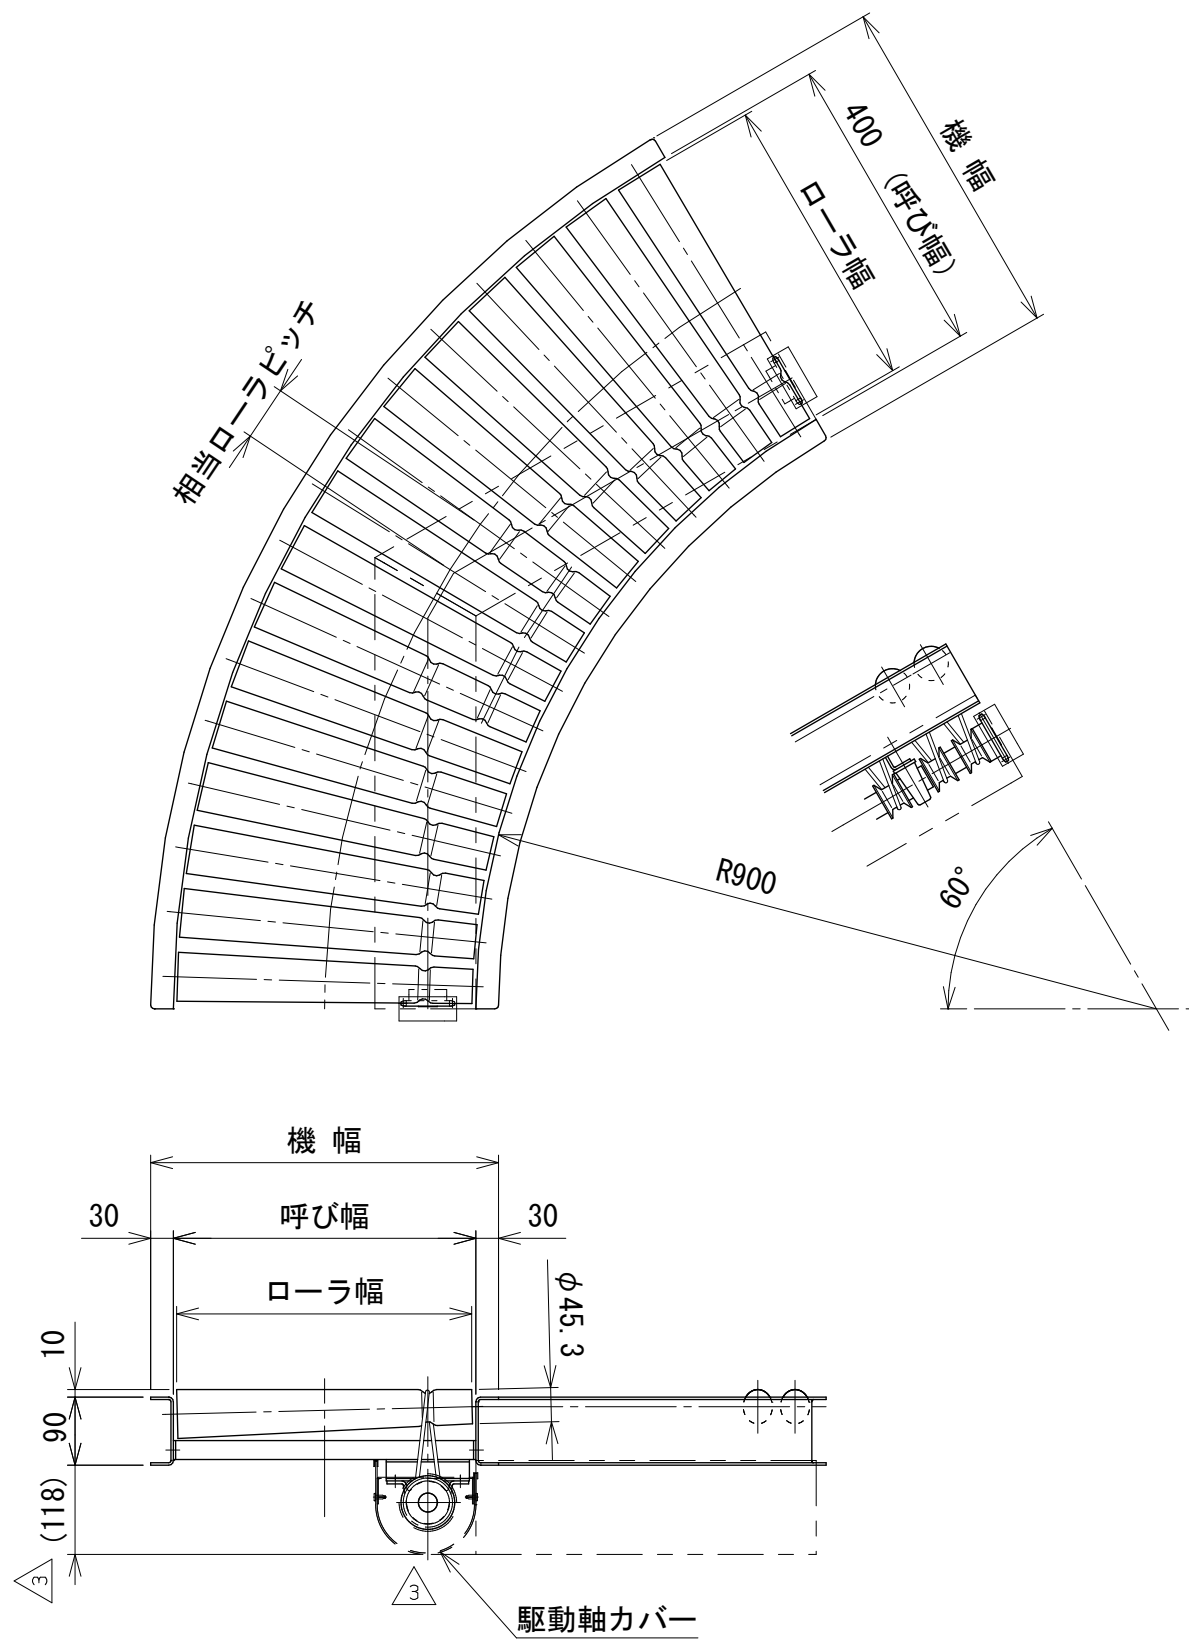 機 幅
400 (呼び幅)
ローラ幅
相当ローラピッチ
R900
60°
機 幅
30
呼び幅
30
ローラ幅
φ45.3
10
90
(118)
3
3
駆動軸カバー